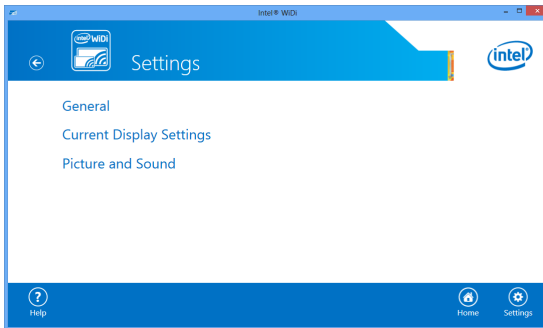 Intel® WiDi
intel WiDi
Settings
intel
General
Current Display Settings
Picture and Sound
?
Help
Home
Settings